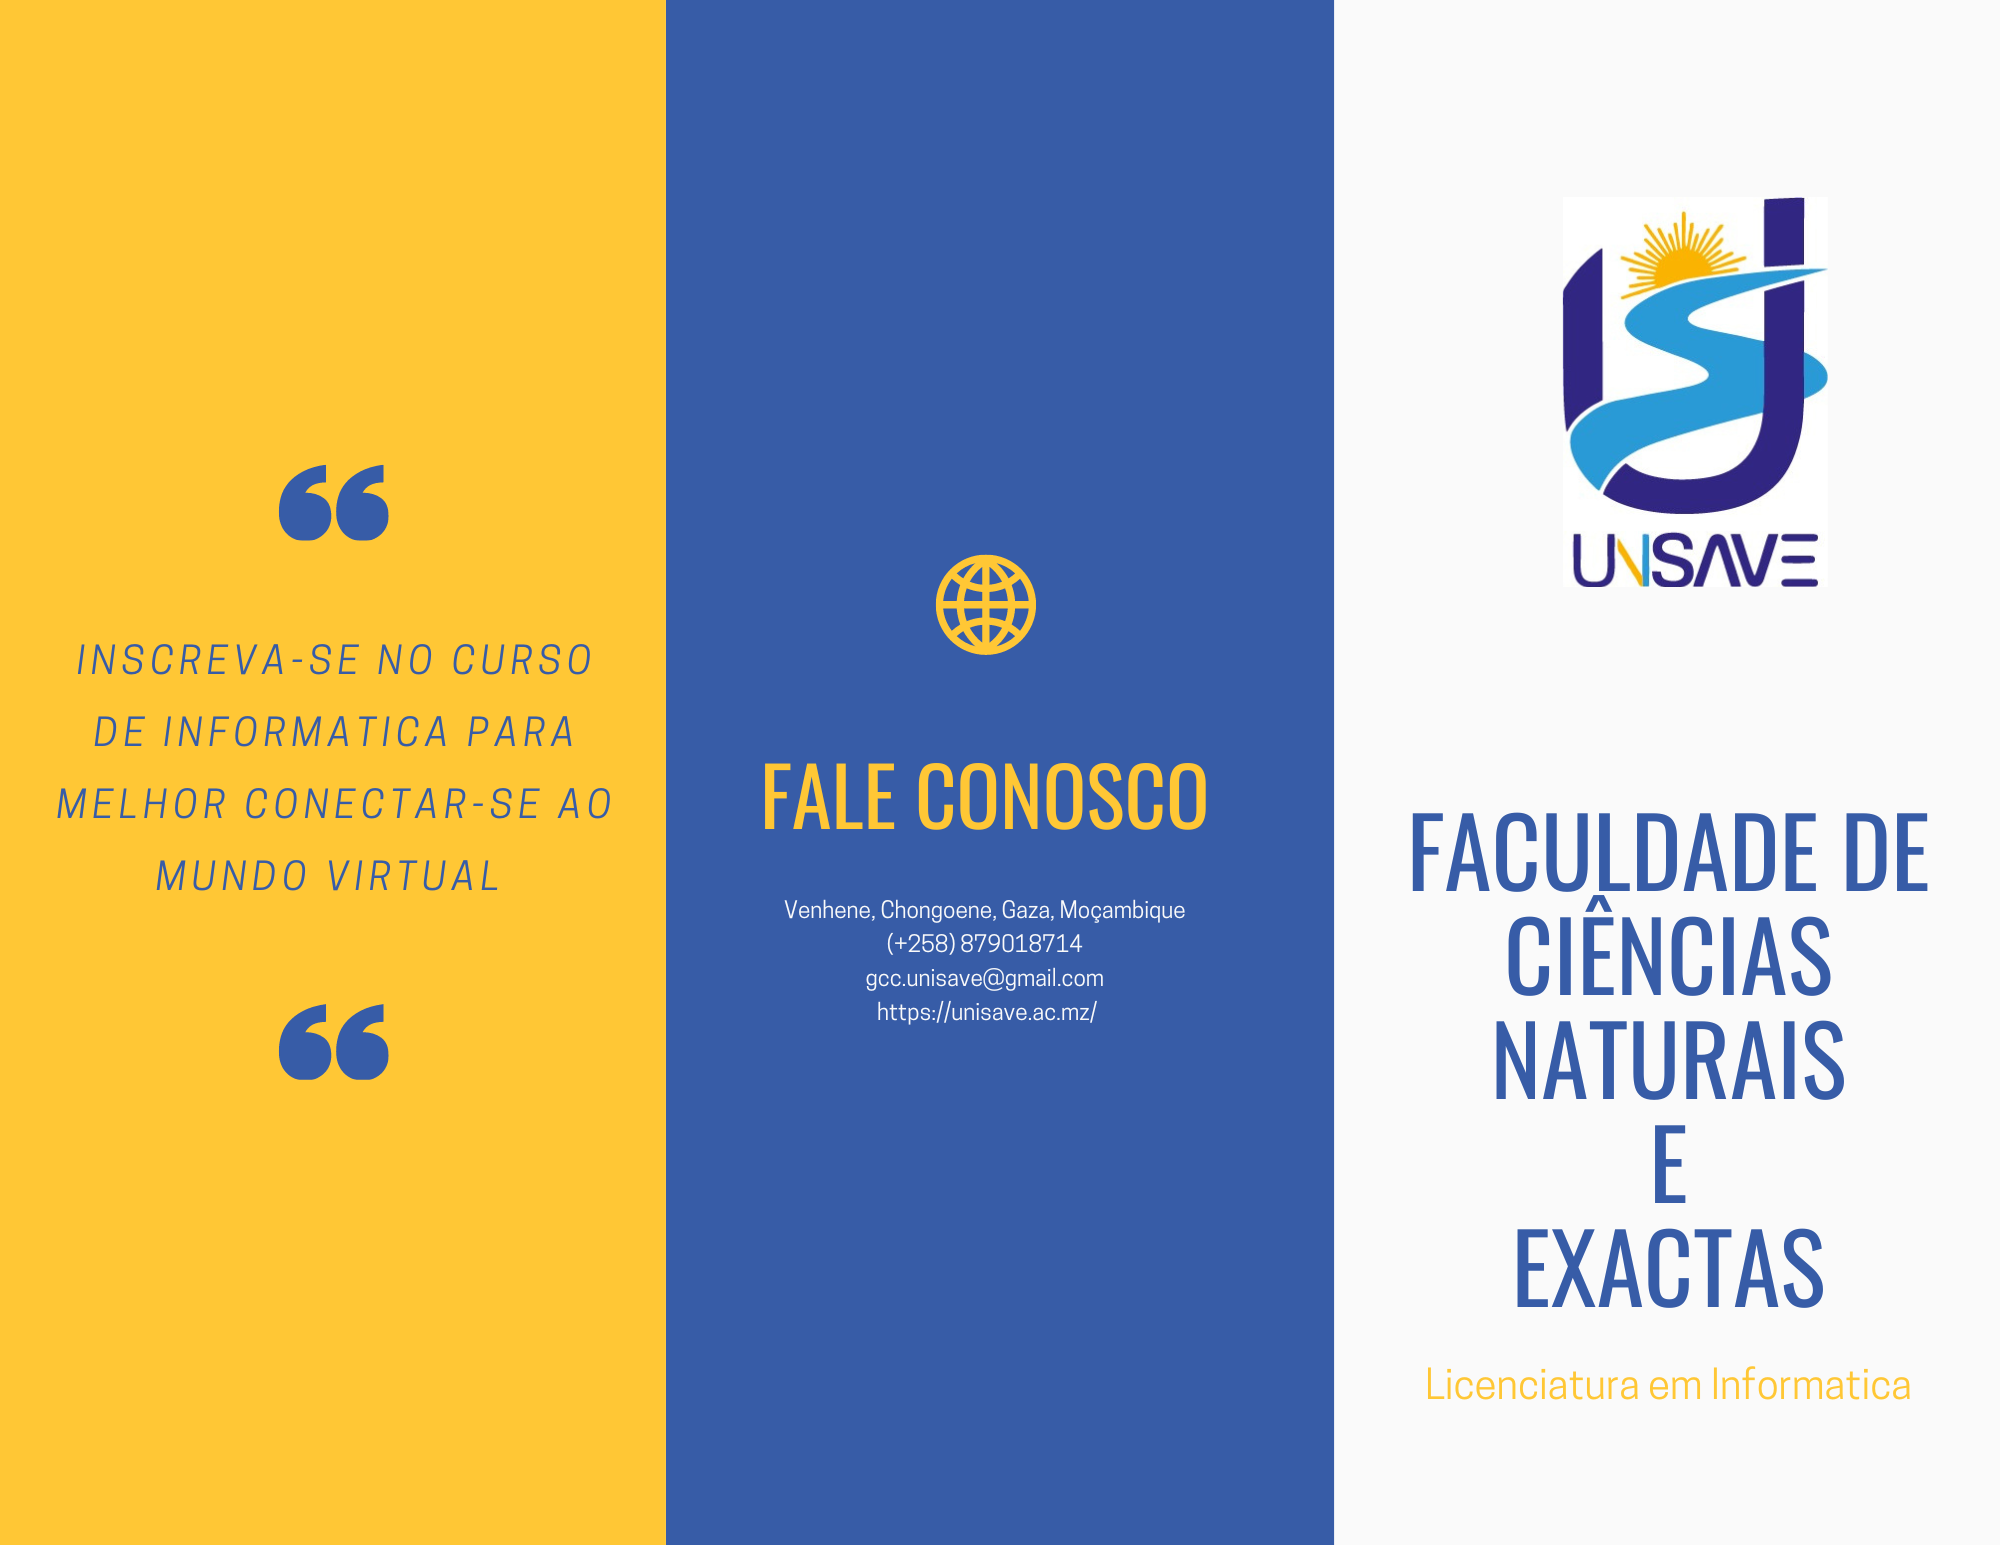 INSCREVA-SE NO CURSO
DE INFORMATICA PARA
MELHOR CONECTAR-SE AO
MUNDO VIRTUAL
FALE CONOSCO
Venhene, Chongoene, Gaza, Moçambique
(+258) 879018714
gcc.unisave@gmail.com
https://unisave.ac.mz/
UNISAVE
FACULDADE DE
CIÊNCIAS
NATURAIS
E
EXACTAS
Licenciatura em Informatica